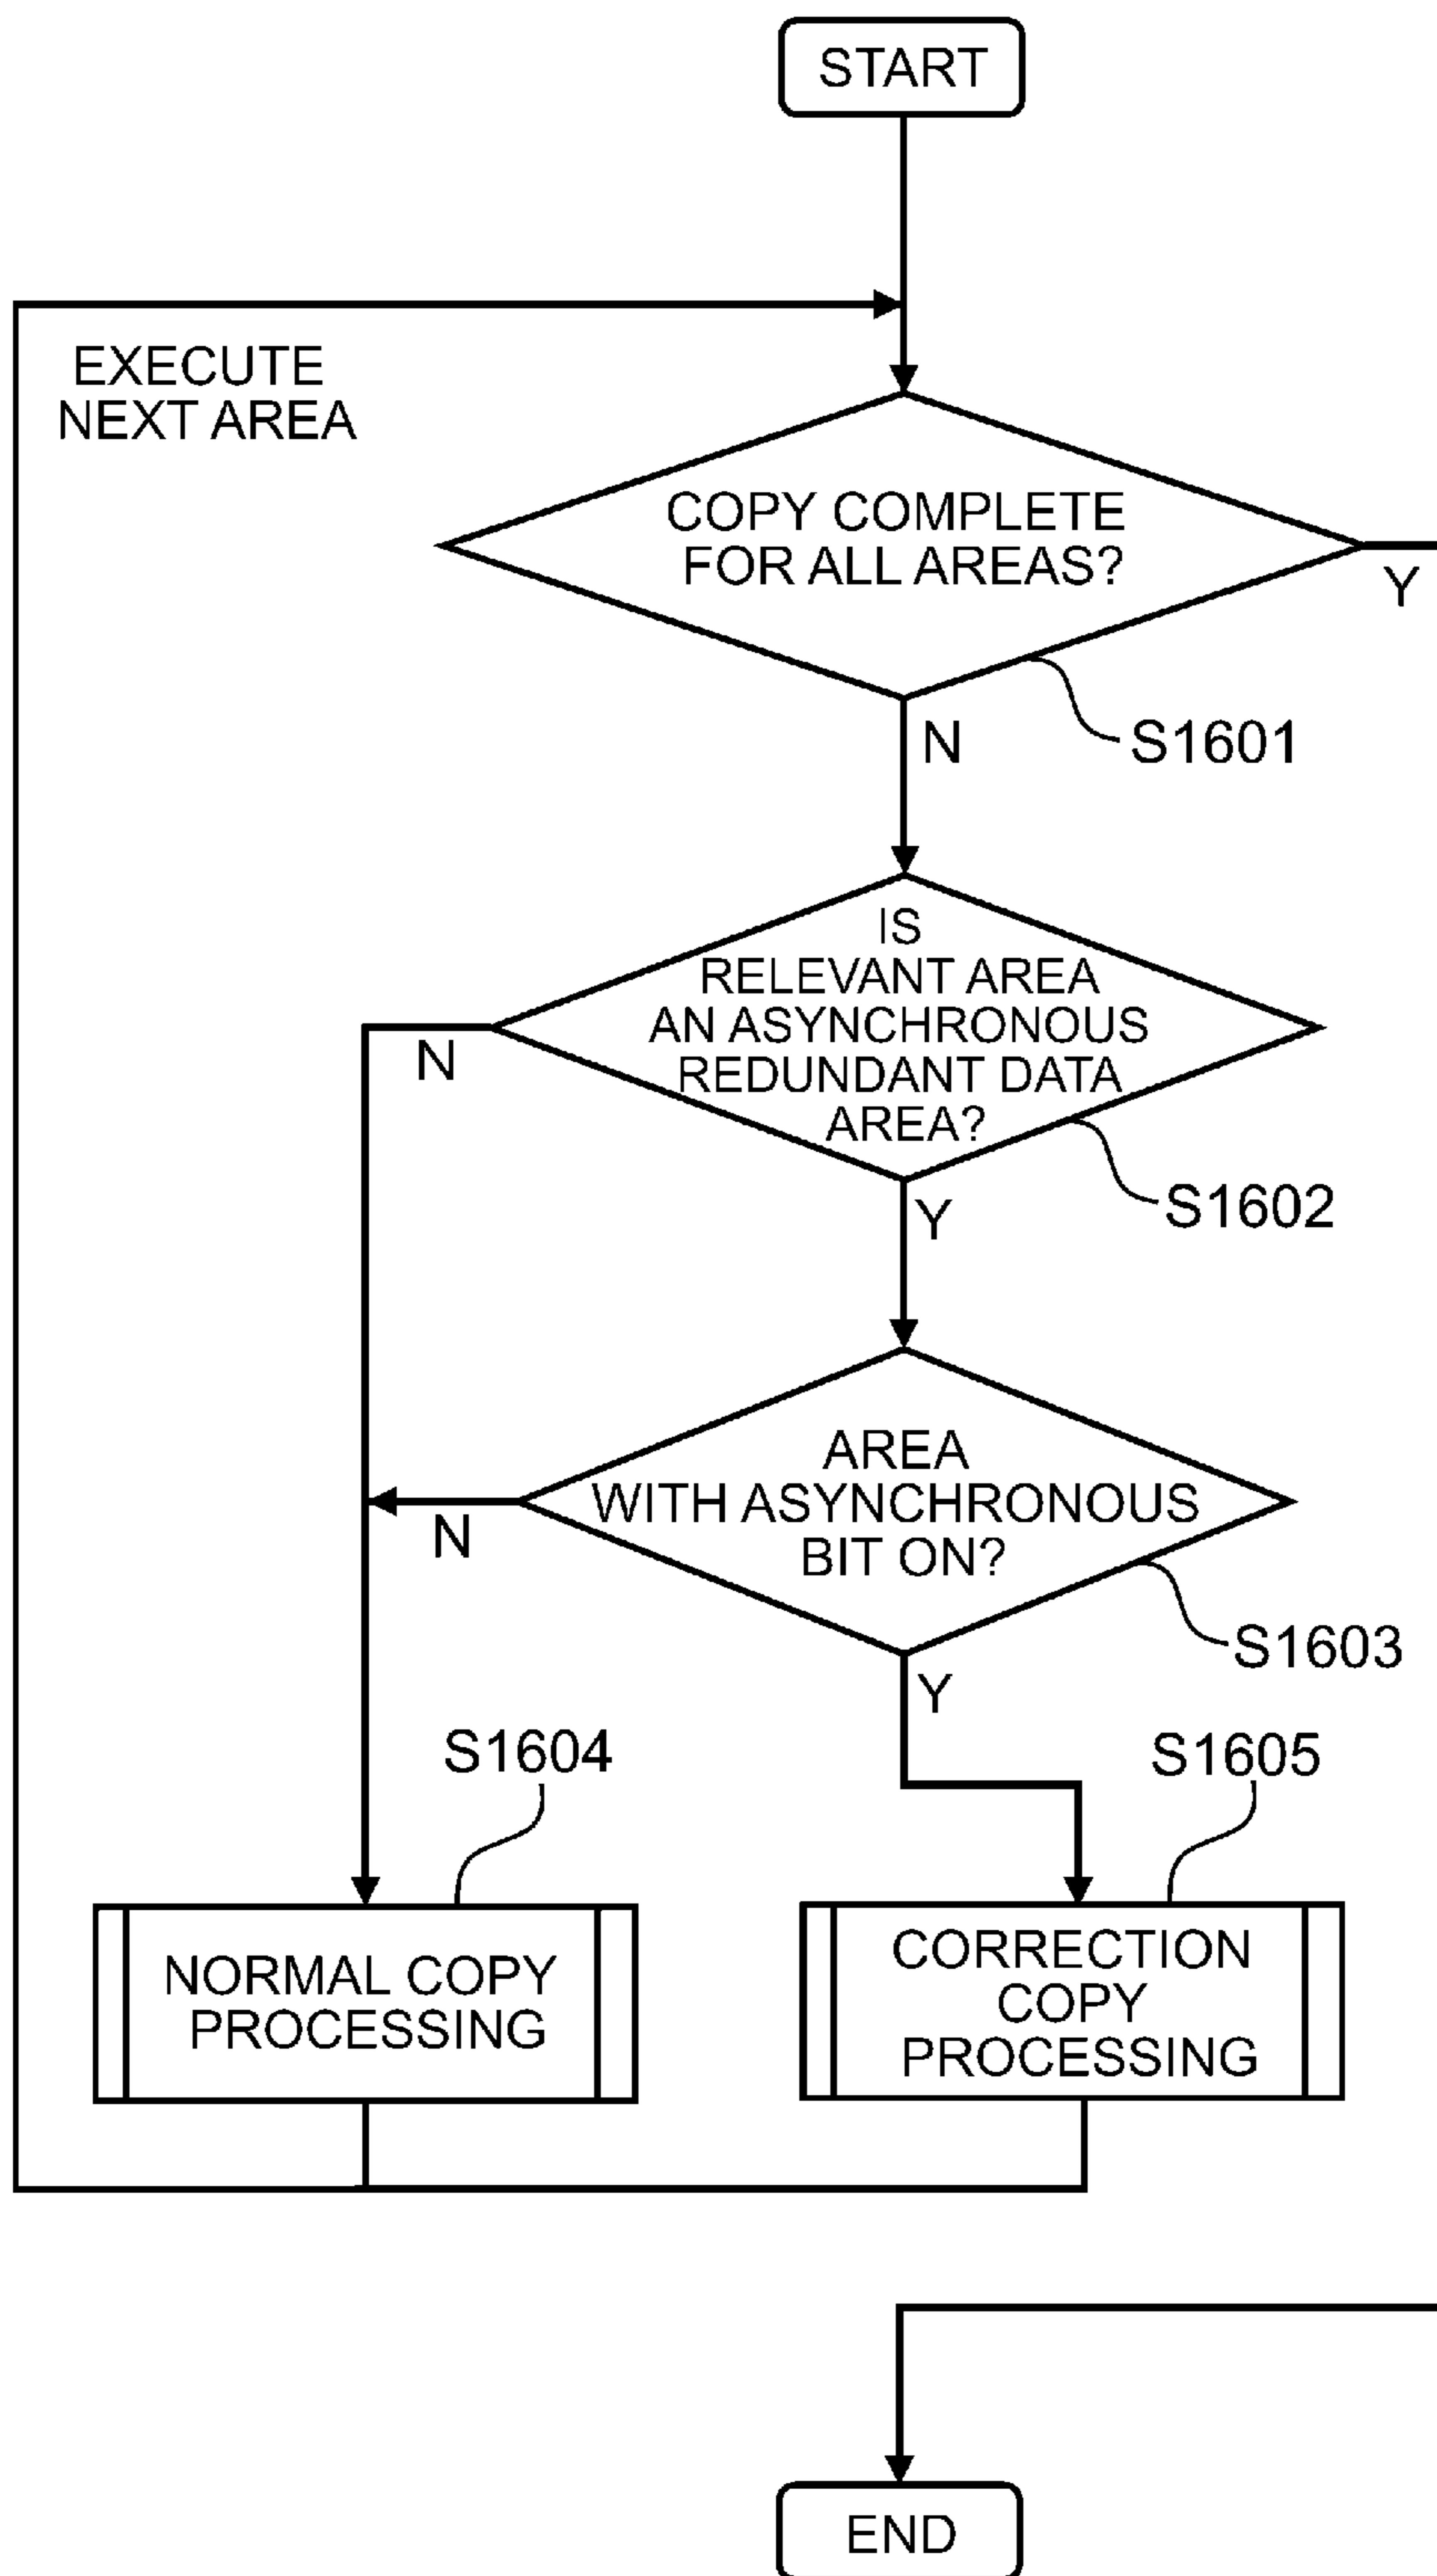 START
EXECUTE
NEXT AREA
COPY COMPLETE
FOR ALL AREAS?
Y
N
S1601
IS
RELEVANT AREA
AN ASYNCHRONOUS
REDUNDANT DATA
AREA?
N
S1602
Y
AREA
WITH ASYNCHRONOUS
BIT ON?
N
S1603
Y
S1604
S1605
NORMAL COPY
PROCESSING
CORRECTION
COPY
PROCESSING
END